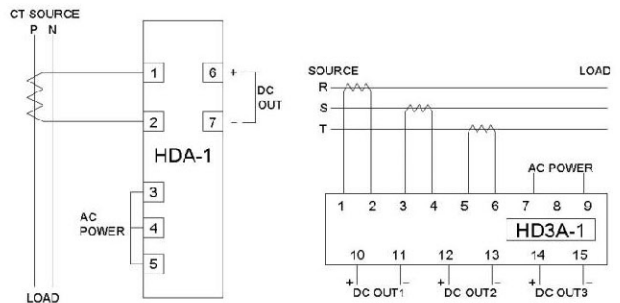 CT SOURCE
P N
1 6 +
DC
OUT
2 7 −
HDA-1
3
AC
POWER
4
5
LOAD
SOURCE LOAD
R
S
T
AC POWER
1 2 3 4 5 6 7 8 9
HD3A-1
10 11 12 13 14 15
+ DC OUT1 − + DC OUT2 − + DC OUT3 −